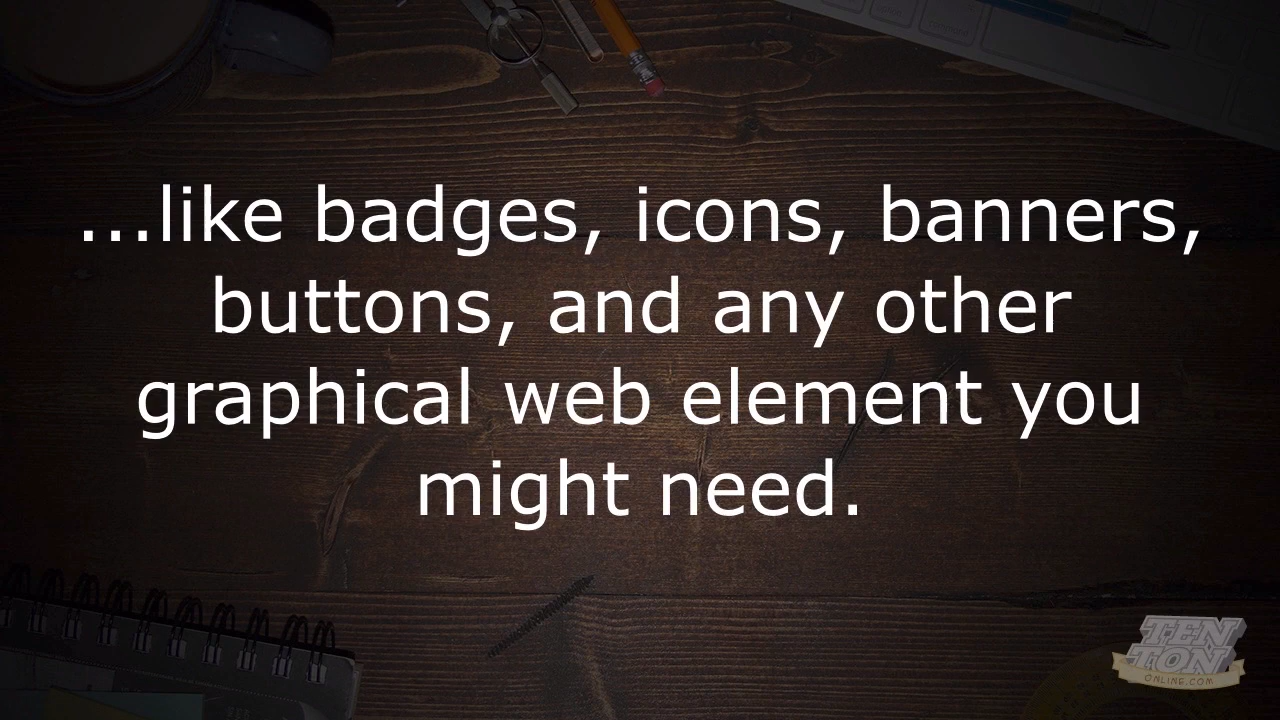 ...like badges, icons, banners,
buttons, and any other
graphical web element you
might need.
TEN
TON
ONLINE.COM